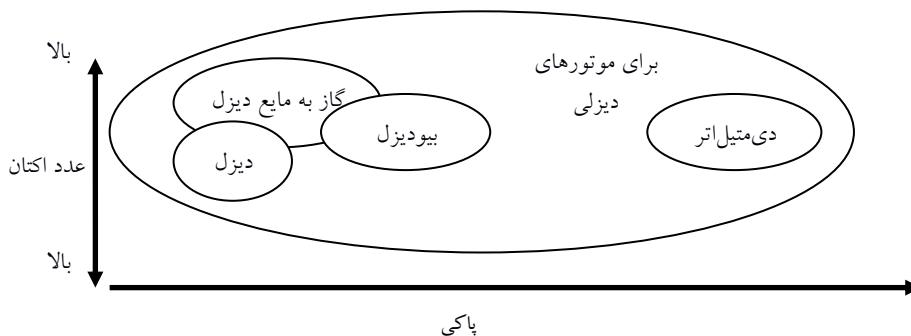 بالا
برای موتورهای
دیزلی
گاز به مایع دیزل
بیودیزل
دی‌متیل‌اتر
دیزل
عدد اکتان
بالا
پاکی